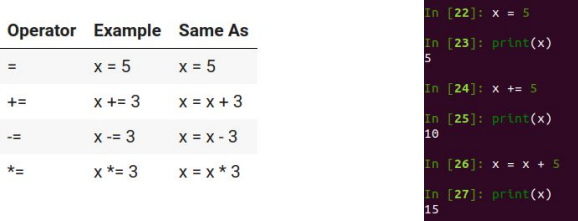 Operator Example Same As
= x = 5 x = 5
+= x += 3 x = x + 3
-= x -= 3 x = x - 3
*= x *= 3 x = x * 3
In [22]: x = 5
In [23]: print(x)
5
In [24]: x += 5
In [25]: print(x)
10
In [26]: x = x + 5
In [27]: print(x)
15